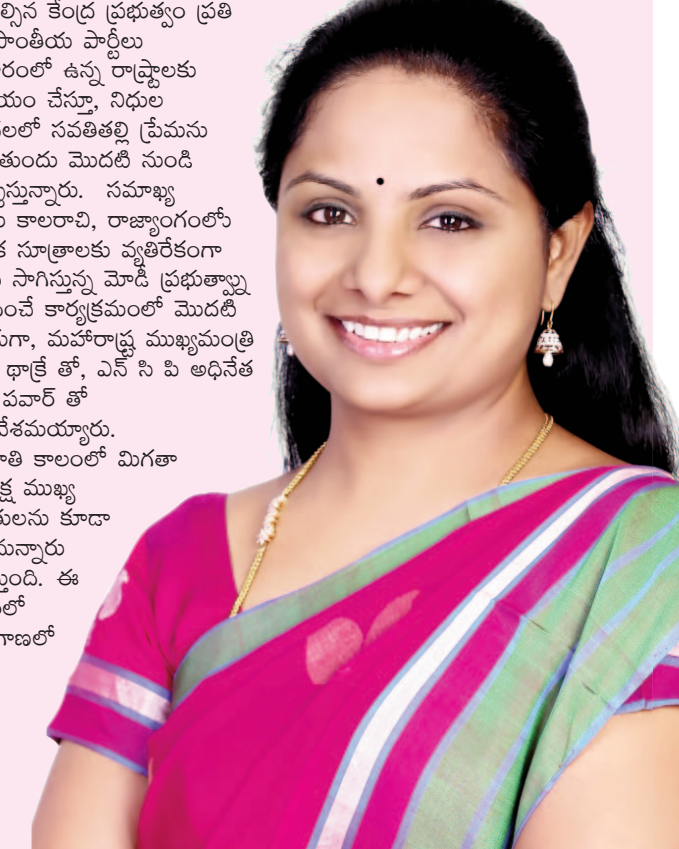 ల్సిన కేంద్ర ప్రభుత్వం ప్రతి
పార్టీలు
ఉన్న రాష్ట్రాలకు
చేస్తూ, నిధుల
సవతితల్లి ప్రేమను
మొదటి నుండి
సమాఖ్య
కాలరాచి, రాజ్యాంగంలోు
సూత్రాలకు వ్యతిరేకంగా
సాగిస్తున్న మోడీ ప్రభుత్వాన్ని
కార్యక్రమంలో మొదటి
మహారాష్ట్ర ముఖ్యమంత్రి
థాక్రే తో, ఎన్ సి పి అధినేత
పవార్ తో
శమయ్యారు.
కాలంలో మిగతా
ముఖ్య
తులను కూడా
నున్నారు
స్తుంది. ఈ
లో
గాణలో